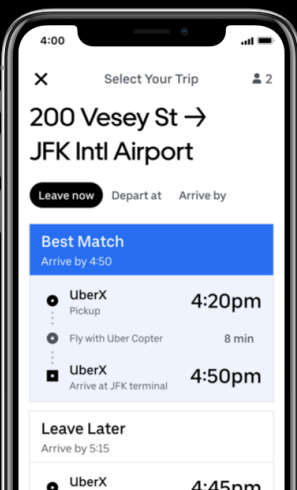 4:00
Select Your Trip
2
200 Vesey St →
JFK Intl Airport
Leave now Depart at Arrive by
Best Match
Arrive by 4:50
UberX 4:20pm
Pickup
Fly with Uber Copter 8 min
UberX 4:50pm
Arrive at JFK terminal
Leave Later
Arrive by 5:15
UberX 4:45pm